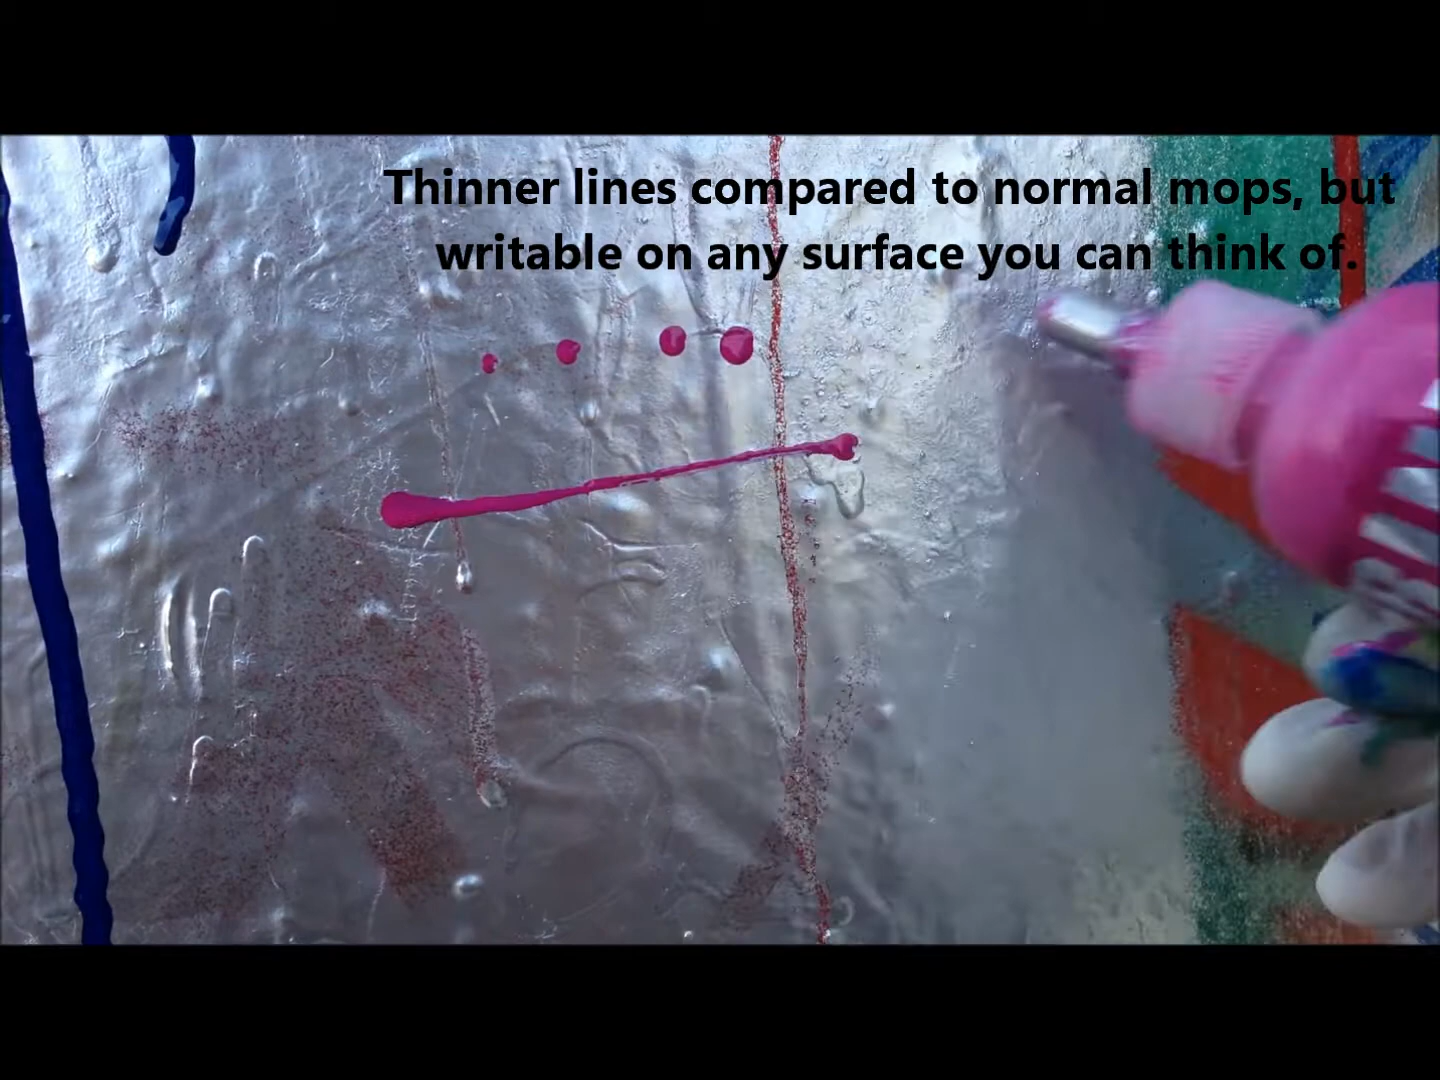 Thinner lines compared to normal mops, but
writable on any surface you can think of.